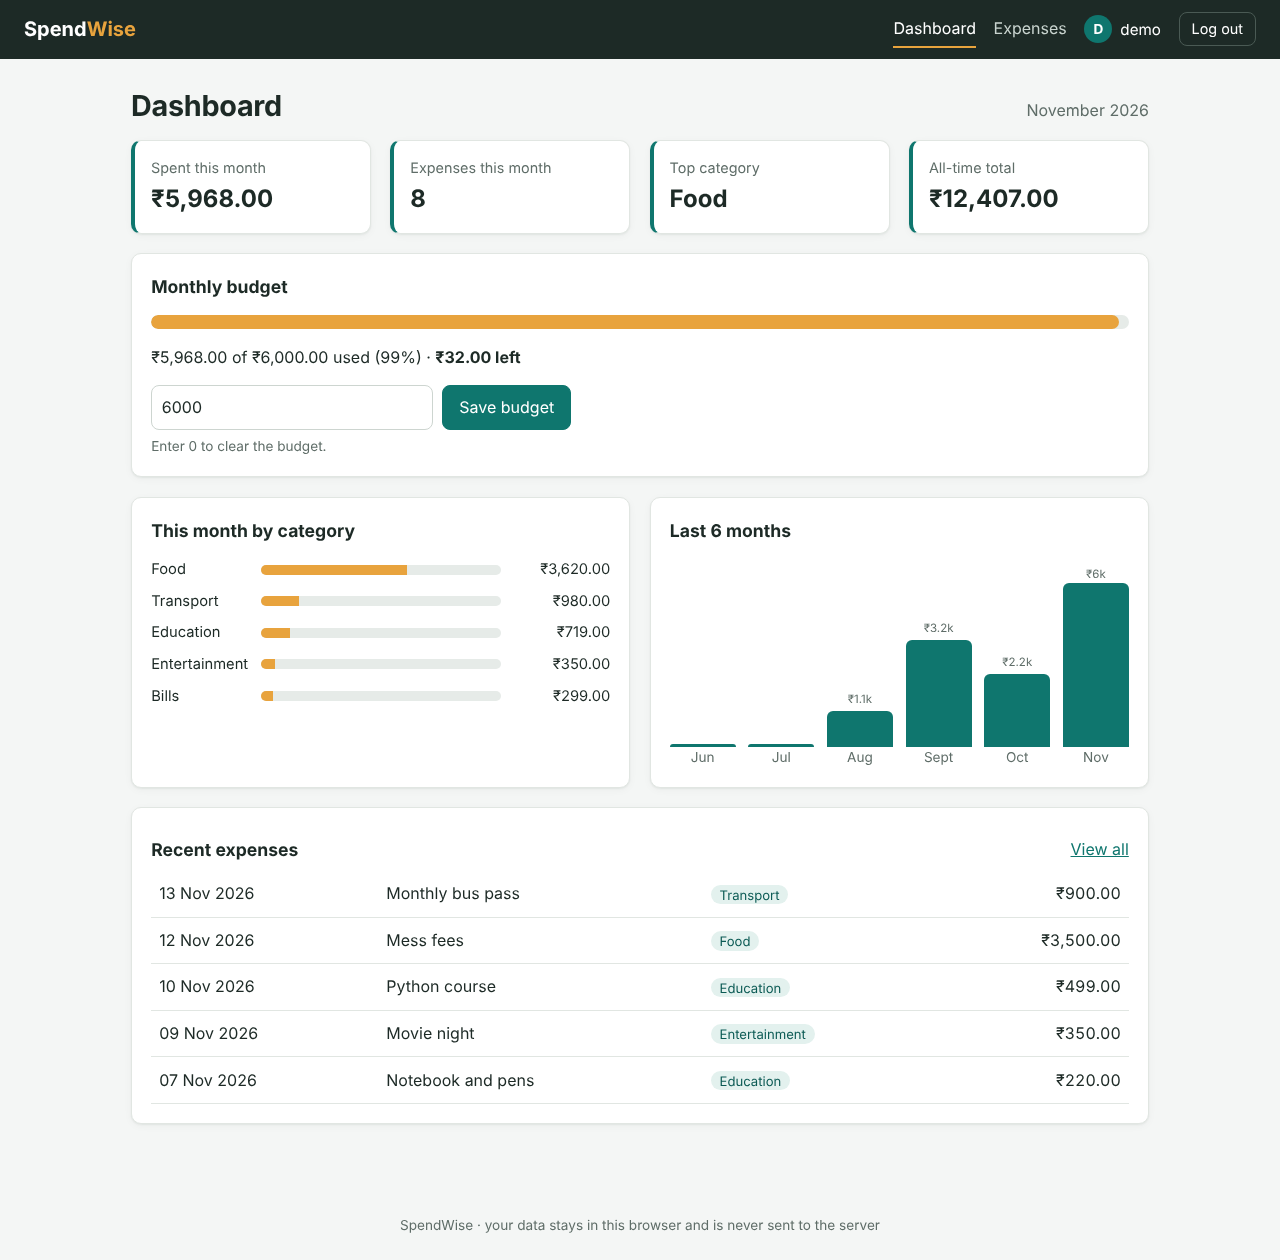 SpendWise
Dashboard
Expenses
D
demo
Log out
Dashboard
November 2026
Spent this month
₹5,968.00
Expenses this month
8
Top category
Food
All-time total
₹12,407.00
Monthly budget
₹5,968.00 of ₹6,000.00 used (99%) · ₹32.00 left
6000
Save budget
Enter 0 to clear the budget.
This month by category
Food ₹3,620.00
Transport ₹980.00
Education ₹719.00
Entertainment ₹350.00
Bills ₹299.00
Last 6 months
₹6k
₹3.2k
₹2.2k
₹1.1k
Jun Jul Aug Sept Oct Nov
Recent expenses
View all
13 Nov 2026 Monthly bus pass Transport ₹900.00
12 Nov 2026 Mess fees Food ₹3,500.00
10 Nov 2026 Python course Education ₹499.00
09 Nov 2026 Movie night Entertainment ₹350.00
07 Nov 2026 Notebook and pens Education ₹220.00
SpendWise · your data stays in this browser and is never sent to the server